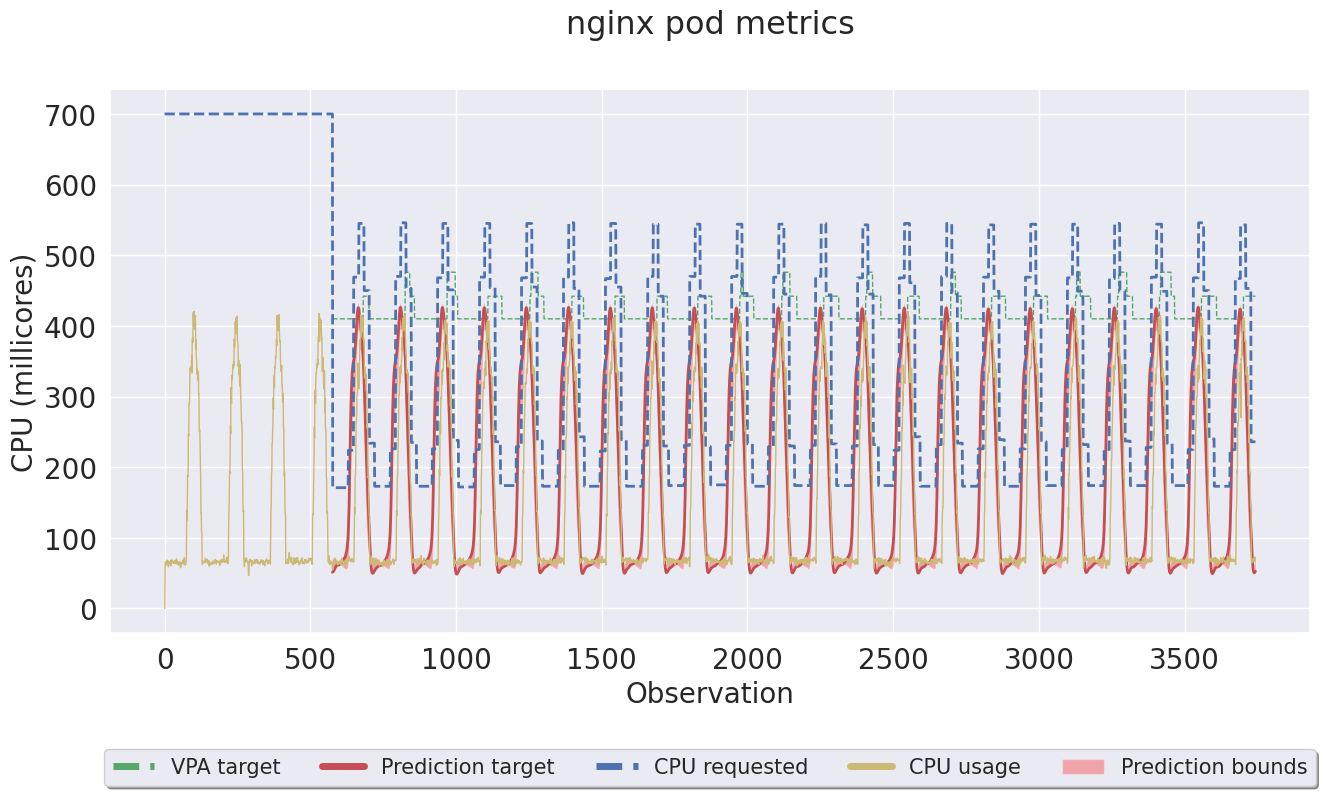 nginx pod metrics
700
600
500
400
300
200
100
0
CPU (millicores)
0 500 1000 1500 2000 2500 3000 3500
Observation
VPA target Prediction target CPU requested CPU usage Prediction bounds